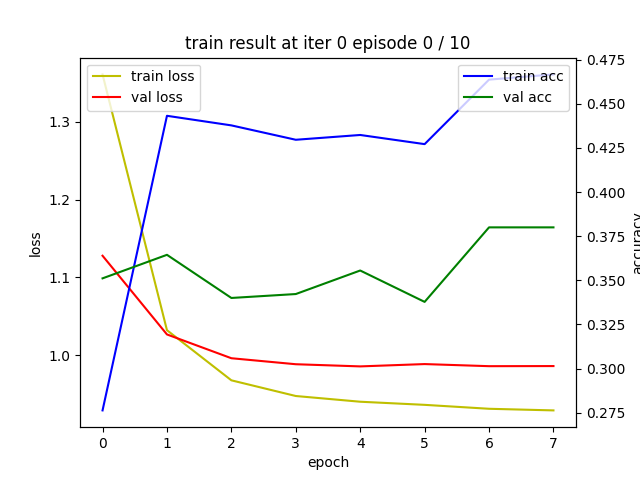 train result at iter 0 episode 0 / 10
train loss
val loss
train acc
val acc
loss
1.3
1.2
1.1
1.0
0.475
0.450
0.425
0.400
0.375
0.350
0.325
0.300
0.275
accuracy
0 1 2 3 4 5 6 7
epoch